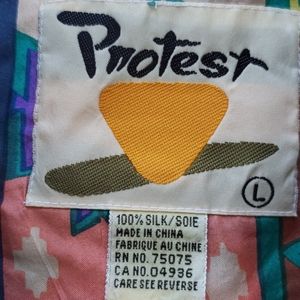 Protest
L
100% SILK/SOIE
MADE IN CHINA
FABRIQUE AU CHINE
RN NO. 75075
CA NO. 04936
CARE SEE REVERSE